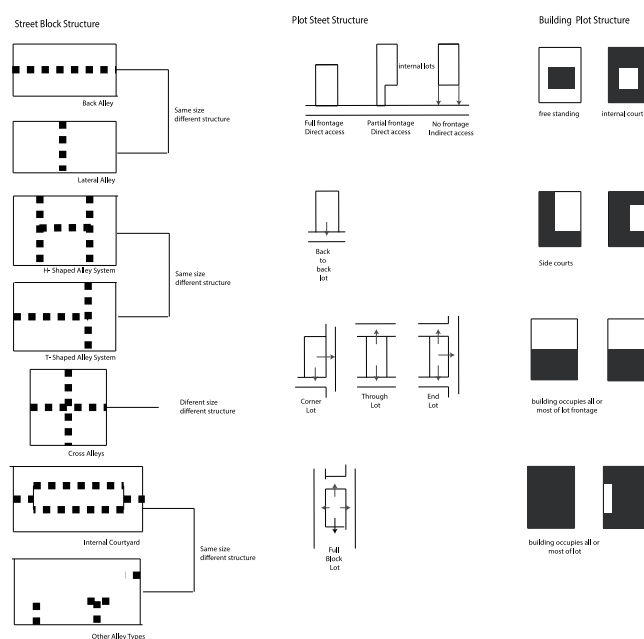 Street Block Structure
Back Alley
Same size
different structure
Lateral Alley
H- Shaped Alley System
Same size
different structure
T- Shaped Alley System
Diferent size
different structure
Cross Alleys
Internal Courtyard
Same size
different structure
Other Alley Types
Plot Steet Structure
internal lots
Full frontage
Direct access
Partial frontage
Direct access
No frontage
Indirect access
Back
to
back
lot
Corner
Lot
Through
Lot
End
Lot
Full
Block
Lot
Building Plot Structure
free standing
internal court
Side courts
building occupies all or
most of lot frontage
building occupies all or
most of lot